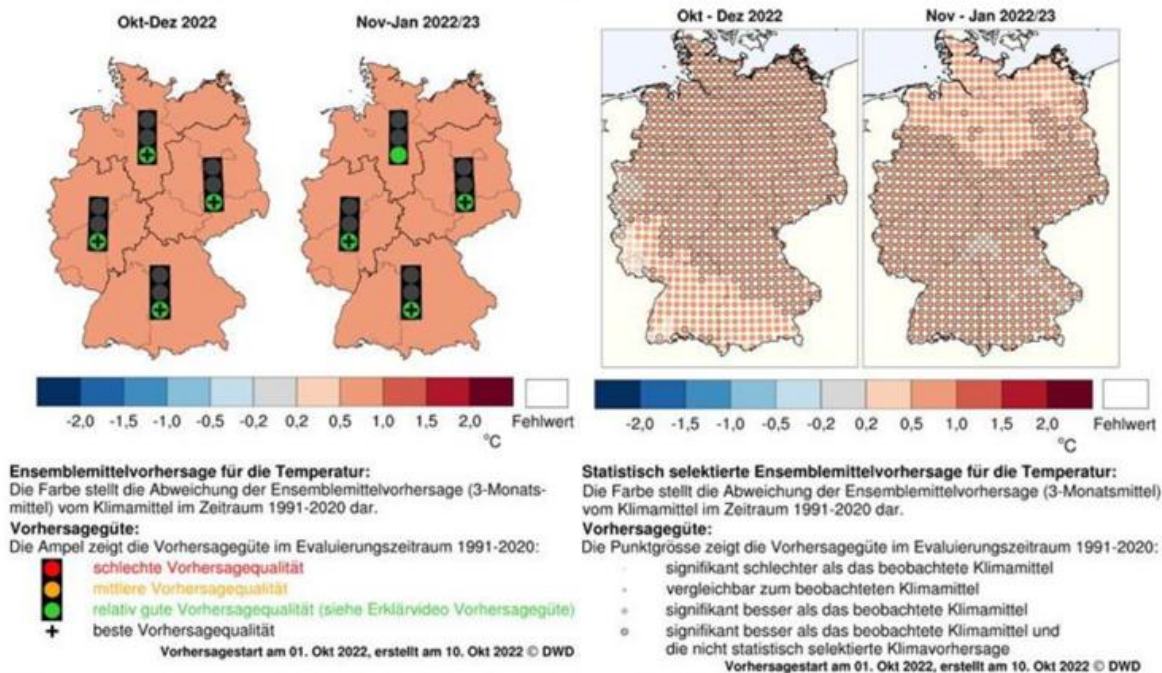 Okt-Dez 2022
Nov-Jan 2022/23
-2,0 -1,5 -1,0 -0,5 -0,2 0,2 0,5 1,0 1,5 2,0 Fehlwert
°C
Ensemblemittelvorhersage für die Temperatur:
Die Farbe stellt die Abweichung der Ensemblemittelvorhersage (3-Monats-
mittel) vom Klimamittel im Zeitraum 1991-2020 dar.
Vorhersagegüte:
Die Ampel zeigt die Vorhersagegüte im Evaluierungszeitraum 1991-2020:
schlechte Vorhersagequalität
mittlere Vorhersagequalität
relativ gute Vorhersagequalität (siehe Erklärvideo Vorhersagegüte)
+ beste Vorhersagequalität
Vorhersagestart am 01. Okt 2022, erstellt am 10. Okt 2022 © DWD
Okt - Dez 2022
Nov - Jan 2022/23
-2,0 -1,5 -1,0 -0,5 -0,2 0,2 0,5 1,0 1,5 2,0 Fehlwert
°C
Statistisch selektierte Ensemblemittelvorhersage für die Temperatur:
Die Farbe stellt die Abweichung der Ensemblemittelvorhersage (3-Monatsmittel)
vom Klimamittel im Zeitraum 1991-2020 dar.
Vorhersagegüte:
Die Punktgrösse zeigt die Vorhersagegüte im Evaluierungszeitraum 1991-2020:
signifikant schlechter als das beobachtete Klimamittel
vergleichbar zum beobachteten Klimamittel
signifikant besser als das beobachtete Klimamittel
signifikant besser als das beobachtete Klimamittel und
die nicht statistisch selektierte Klimavorhersage
Vorhersagestart am 01. Okt 2022, erstellt am 10. Okt 2022 © DWD